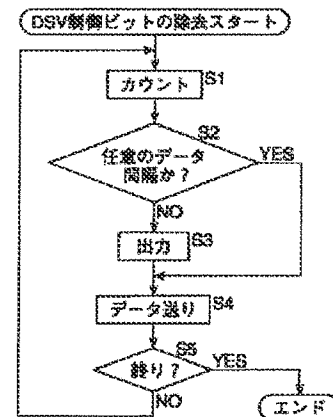 DSV制御ビットの除去スタート
カウント
S1
S2
任意のデータ
間隔か?
YES
NO
出力
S3
データ送り
S4
S5
終り?
YES
NO
エンド